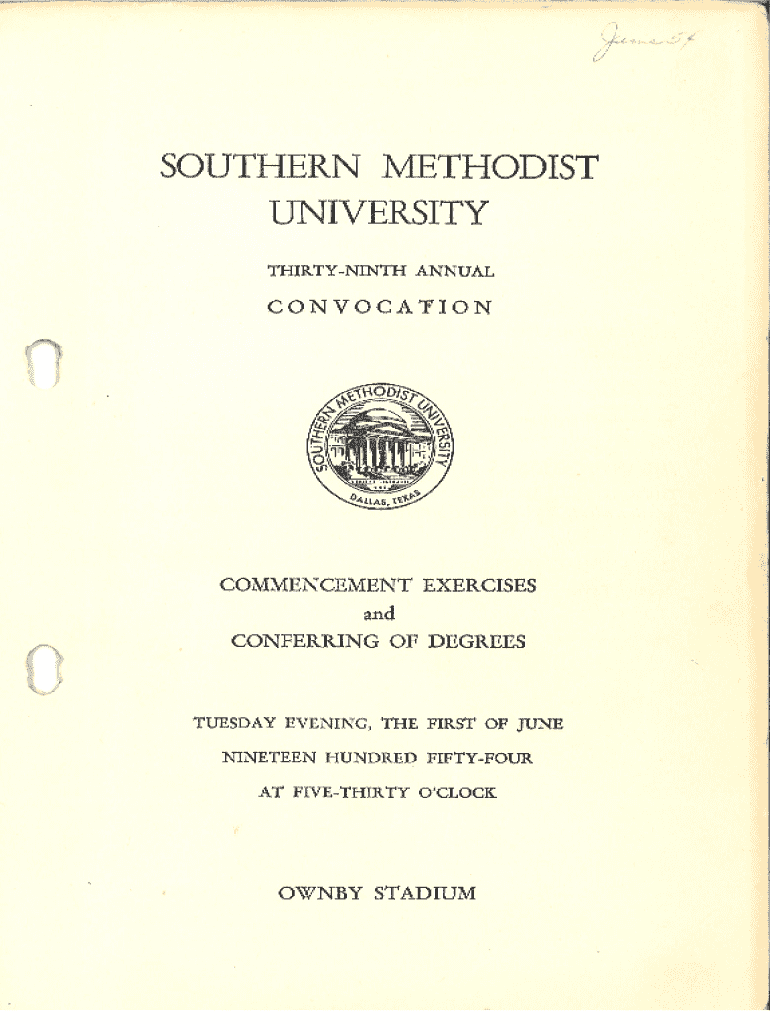 June 54
SOUTHERN METHODIST
UNIVERSITY
THIRTY-NINTH ANNUAL
CONVOCATION
SOUTHERN METHODIST UNIVERSITY
DALLAS, TEXAS
COMMENCEMENT EXERCISES
and
CONFERRING OF DEGREES
TUESDAY EVENING, THE FIRST OF JUNE
NINETEEN HUNDRED FIFTY-FOUR
AT FIVE-THIRTY O'CLOCK
OWNBY STADIUM